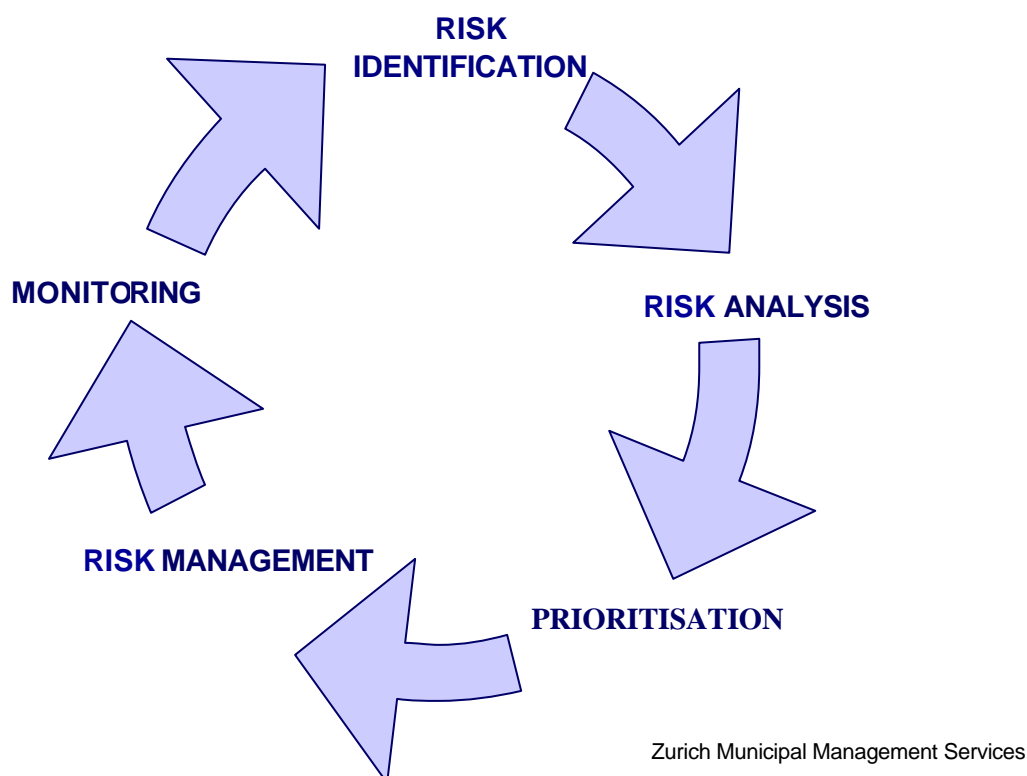 RISK
IDENTIFICATION
MONITORING
RISK ANALYSIS
RISK MANAGEMENT
PRIORITISATION
Zurich Municipal Management Services